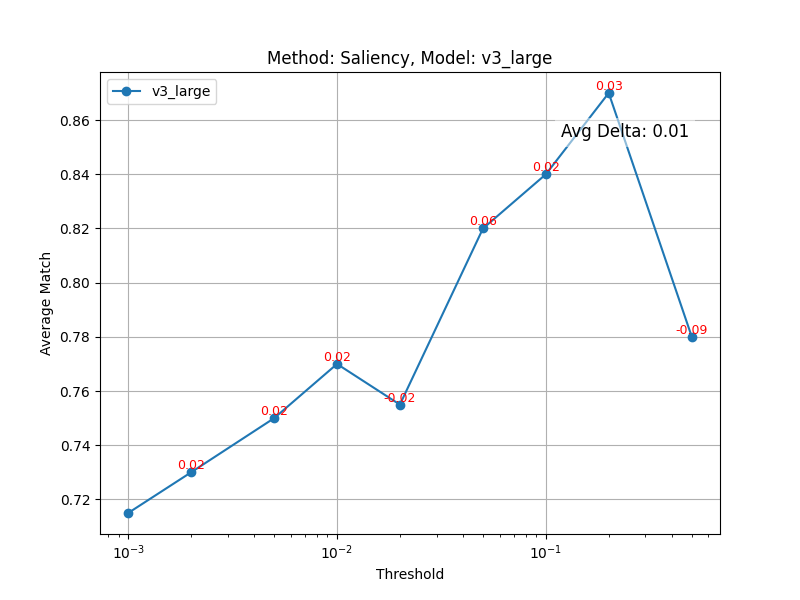 Method: Saliency, Model: v3_large
v3_large
0.03
0.86
Avg Delta: 0.01
0.02
0.84
0.06
0.82
0.80
Average Match
-0.09
0.78
0.02
0.76
-0.02
0.02
0.74
0.02
0.72
10⁻³ 10⁻² 10⁻¹
Threshold